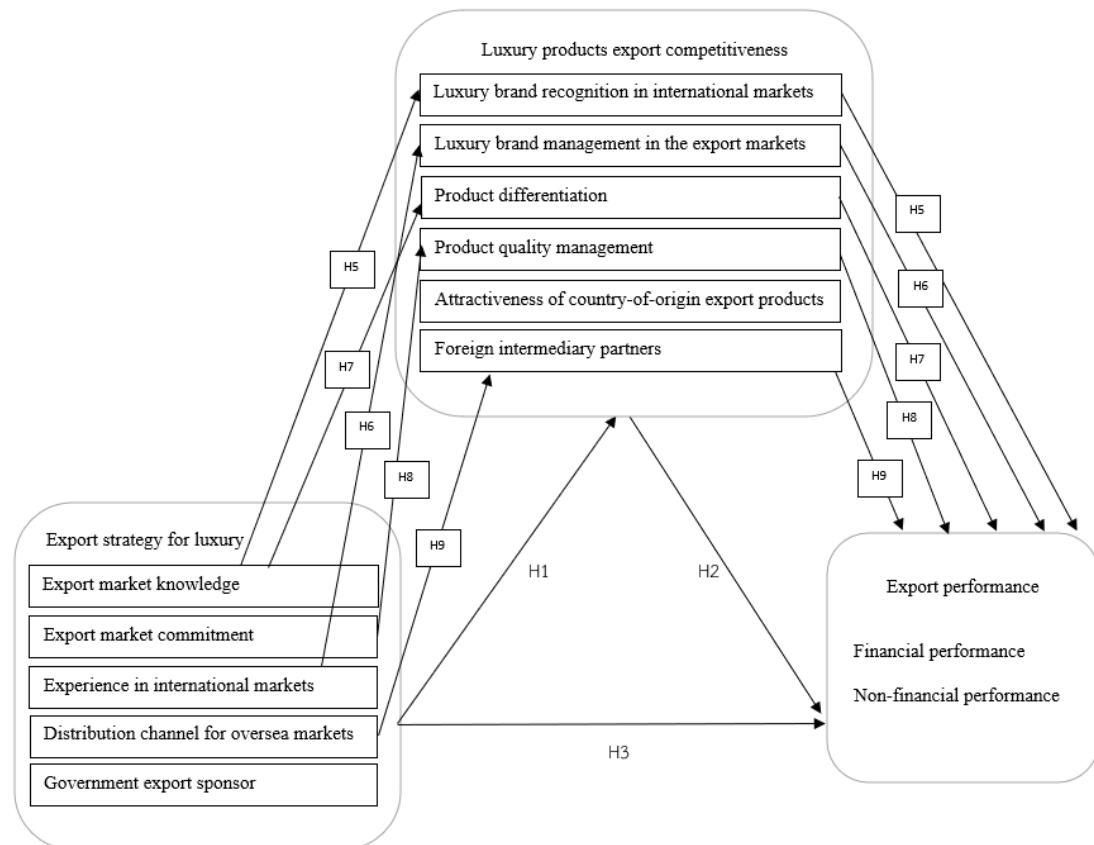 Luxury products export competitiveness
Luxury brand recognition in international markets
Luxury brand management in the export markets
Product differentiation
Product quality management
Attractiveness of country-of-origin export products
Foreign intermediary partners
H5
H7
H6
H8
H9
H5
H6
H7
H8
H9
H1
H2
H3
Export strategy for luxury
Export market knowledge
Export market commitment
Experience in international markets
Distribution channel for oversea markets
Government export sponsor
Export performance
Financial performance
Non-financial performance